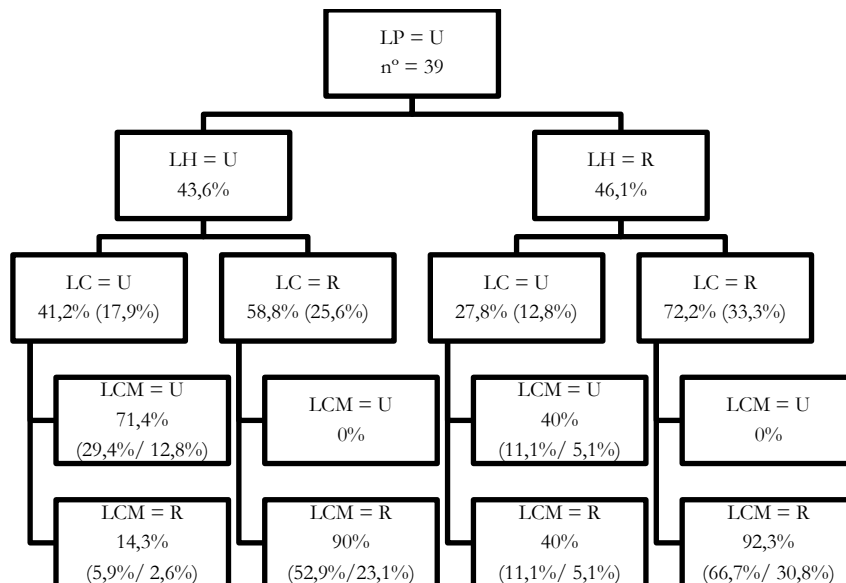 LP = U
nº = 39
LH = U
43,6%
LH = R
46,1%
LC = U
41,2% (17,9%)
LC = R
58,8% (25,6%)
LC = U
27,8% (12,8%)
LC = R
72,2% (33,3%)
LCM = U
71,4%
(29,4%/ 12,8%)
LCM = U
0%
LCM = U
40%
(11,1%/ 5,1%)
LCM = U
0%
LCM = R
14,3%
(5,9%/ 2,6%)
LCM = R
90%
(52,9%/23,1%)
LCM = R
40%
(11,1%/ 5,1%)
LCM = R
92,3%
(66,7%/ 30,8%)